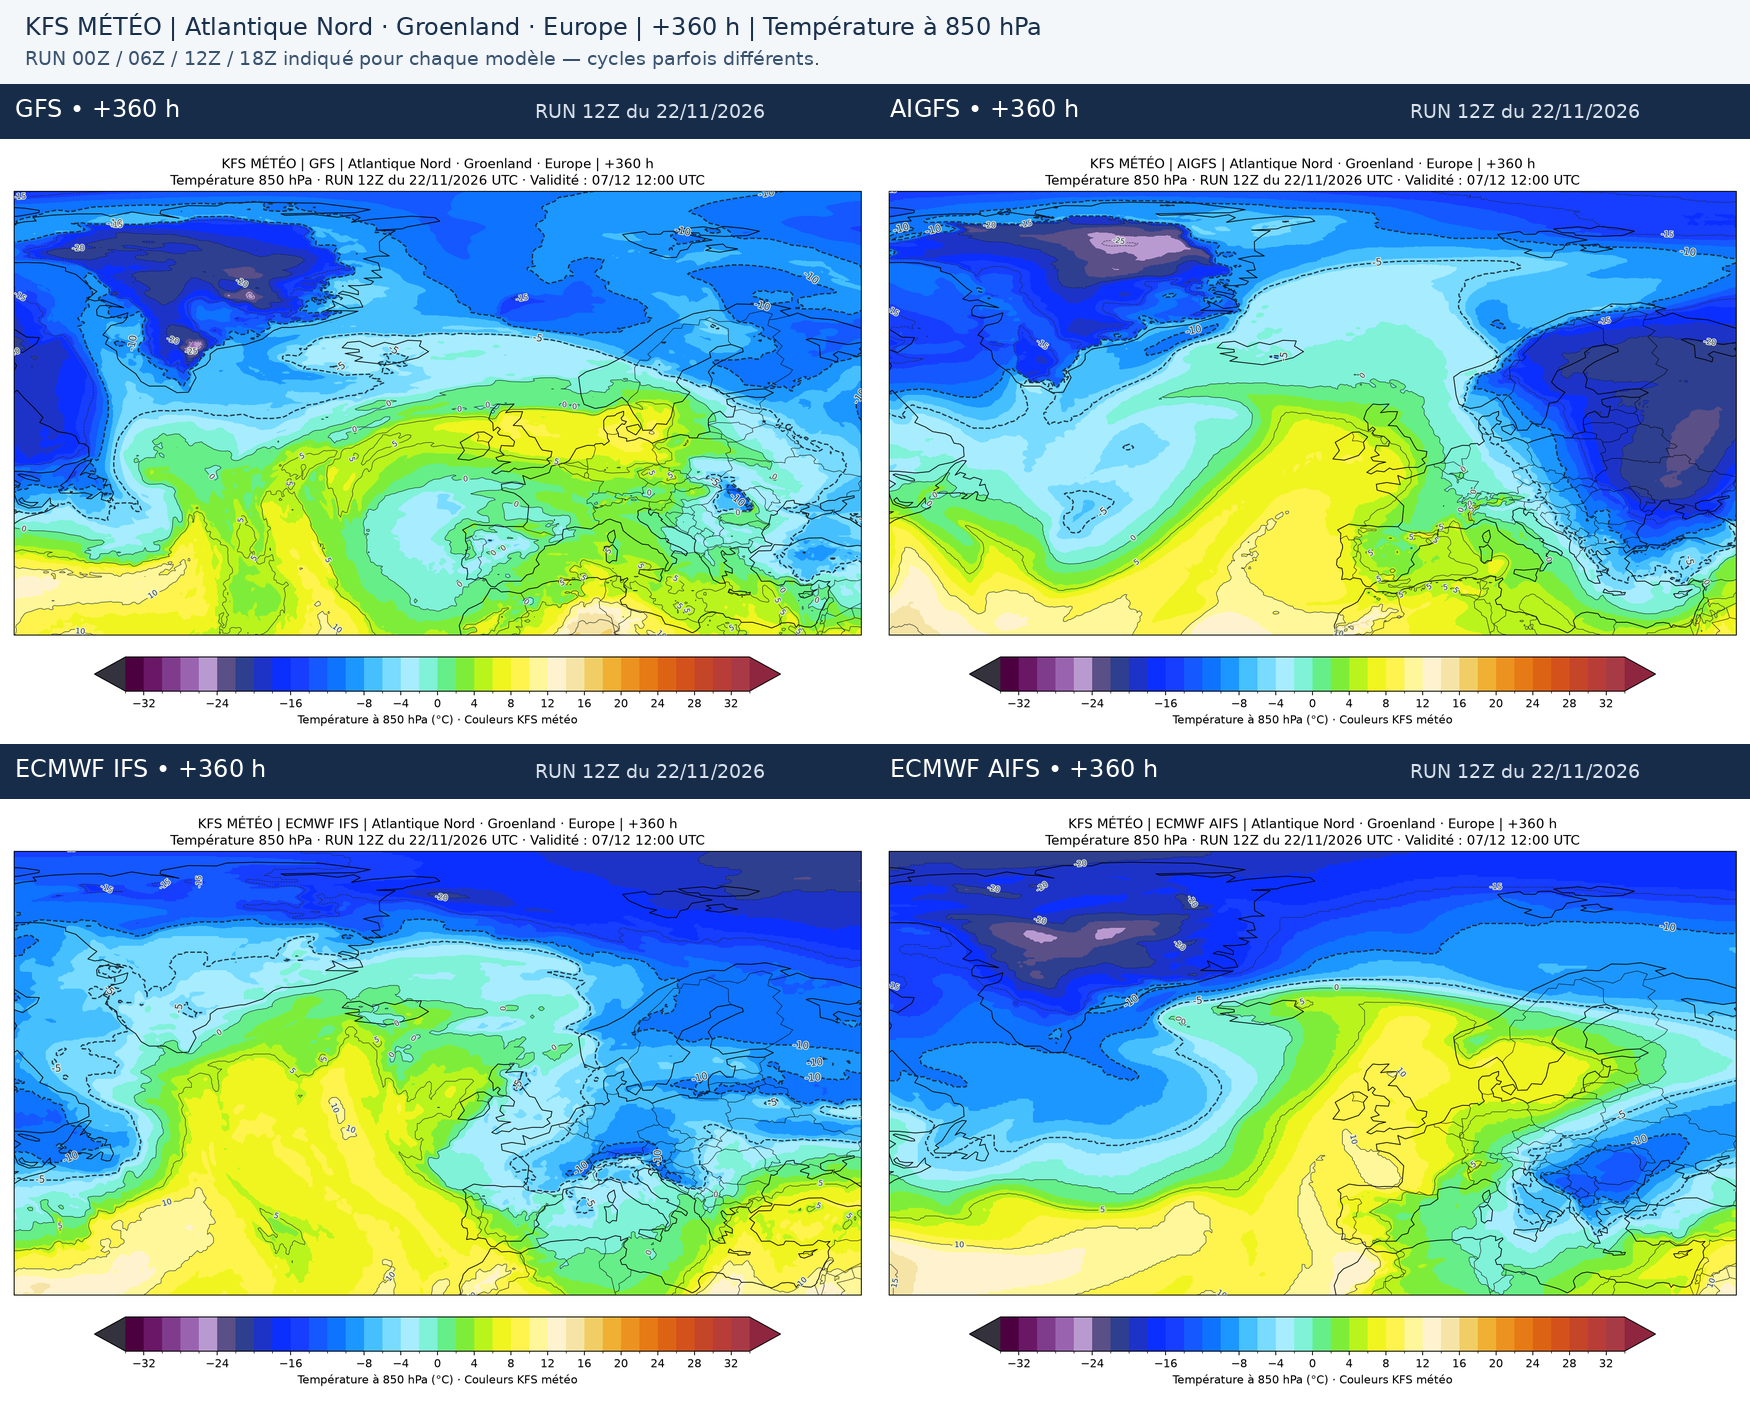 KFS MÉTÉO | Atlantique Nord · Groenland · Europe | +360 h | Température à 850 hPa
RUN 00Z / 06Z / 12Z / 18Z indiqué pour chaque modèle — cycles parfois différents.
GFS • +360 h
RUN 12Z du 22/11/2026
KFS MÉTÉO | GFS | Atlantique Nord · Groenland · Europe | +360 h
Température 850 hPa · RUN 12Z du 22/11/2026 UTC · Validité : 07/12 12:00 UTC
−32 −24 −16 −8 −4 0 4 8 12 16 20 24 28 32
Température à 850 hPa (°C) · Couleurs KFS météo
AIGFS • +360 h
RUN 12Z du 22/11/2026
KFS MÉTÉO | AIGFS | Atlantique Nord · Groenland · Europe | +360 h
Température 850 hPa · RUN 12Z du 22/11/2026 UTC · Validité : 07/12 12:00 UTC
−32 −24 −16 −8 −4 0 4 8 12 16 20 24 28 32
Température à 850 hPa (°C) · Couleurs KFS météo
ECMWF IFS • +360 h
RUN 12Z du 22/11/2026
KFS MÉTÉO | ECMWF IFS | Atlantique Nord · Groenland · Europe | +360 h
Température 850 hPa · RUN 12Z du 22/11/2026 UTC · Validité : 07/12 12:00 UTC
−32 −24 −16 −8 −4 0 4 8 12 16 20 24 28 32
Température à 850 hPa (°C) · Couleurs KFS météo
ECMWF AIFS • +360 h
RUN 12Z du 22/11/2026
KFS MÉTÉO | ECMWF AIFS | Atlantique Nord · Groenland · Europe | +360 h
Température 850 hPa · RUN 12Z du 22/11/2026 UTC · Validité : 07/12 12:00 UTC
−32 −24 −16 −8 −4 0 4 8 12 16 20 24 28 32
Température à 850 hPa (°C) · Couleurs KFS météo